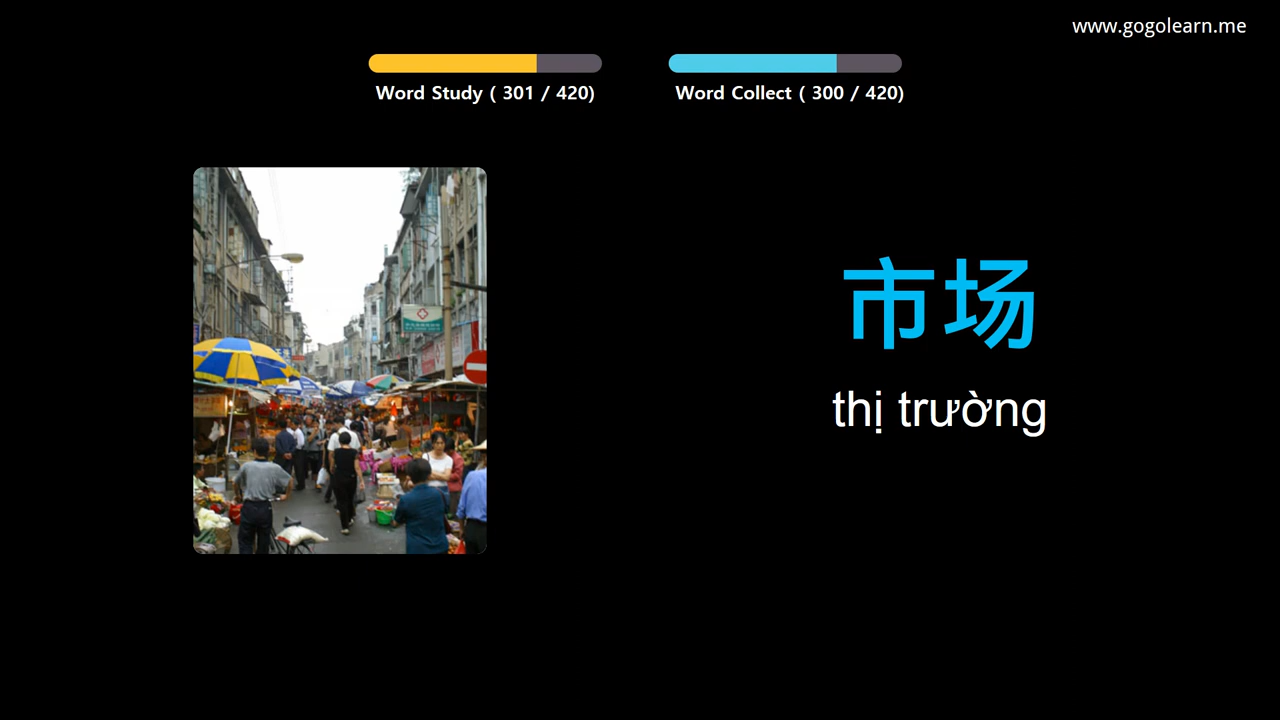 www.gogolearn.me
Word Study ( 301 / 420)
Word Collect ( 300 / 420)
市场
thị trường